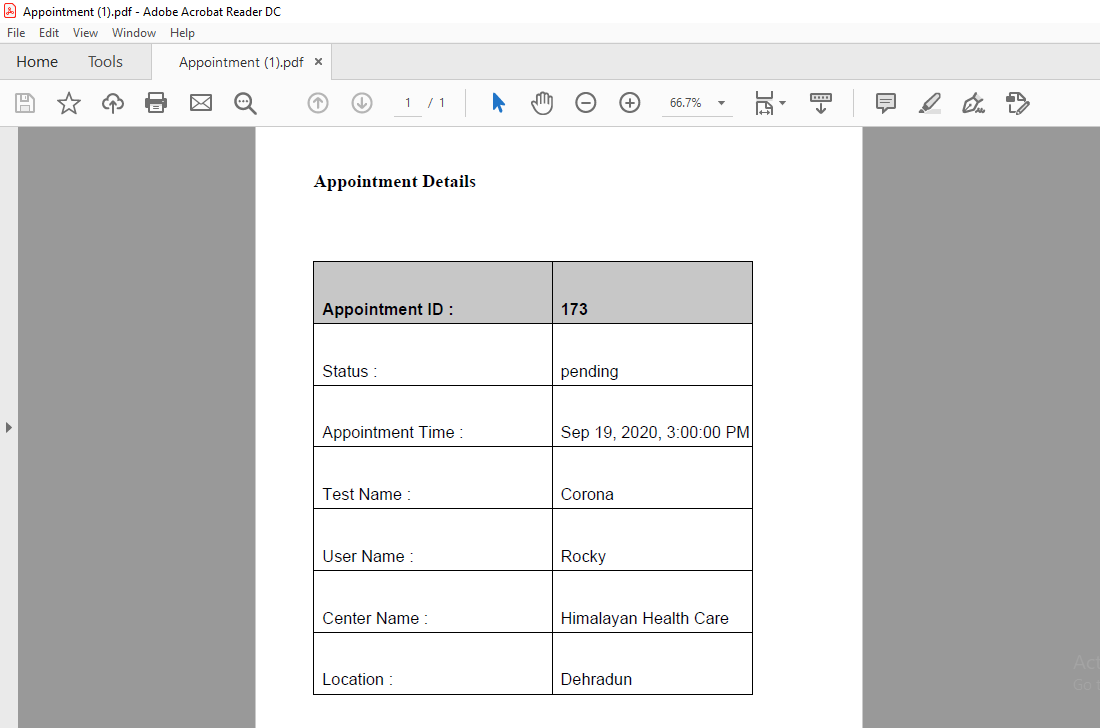 Appointment (1).pdf - Adobe Acrobat Reader DC
File Edit View Window Help
Home Tools Appointment (1).pdf ×
1 / 1 66.7%
Appointment Details
Appointment ID : 173
Status : pending
Appointment Time : Sep 19, 2020, 3:00:00 PM
Test Name : Corona
User Name : Rocky
Center Name : Himalayan Health Care
Location : Dehradun